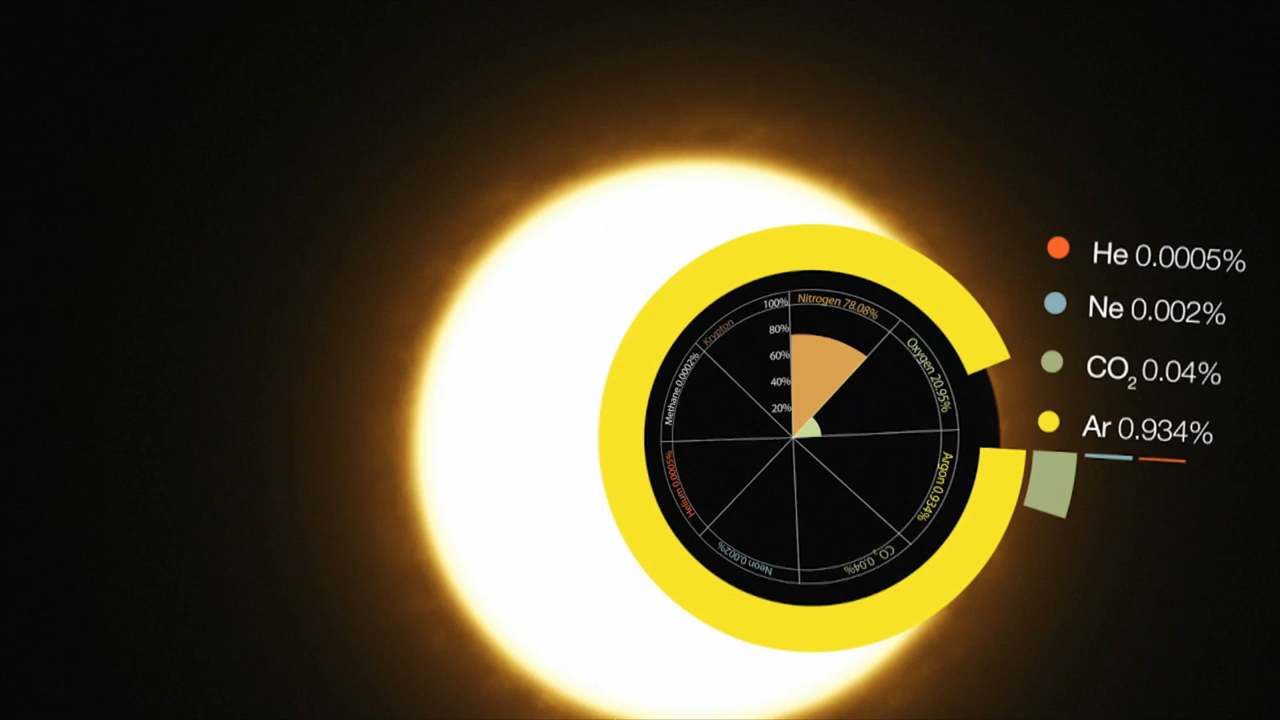 He 0.0005%
Ne 0.002%
CO₂ 0.04%
Ar 0.934%
100%
80%
60%
40%
20%
Nitrogen 78.08%
Oxygen 20.95%
Argon 0.934%
CO₂ 0.04%
Neon 0.002%
Helium 0.0005%
Methane 0.0002%
Krypton